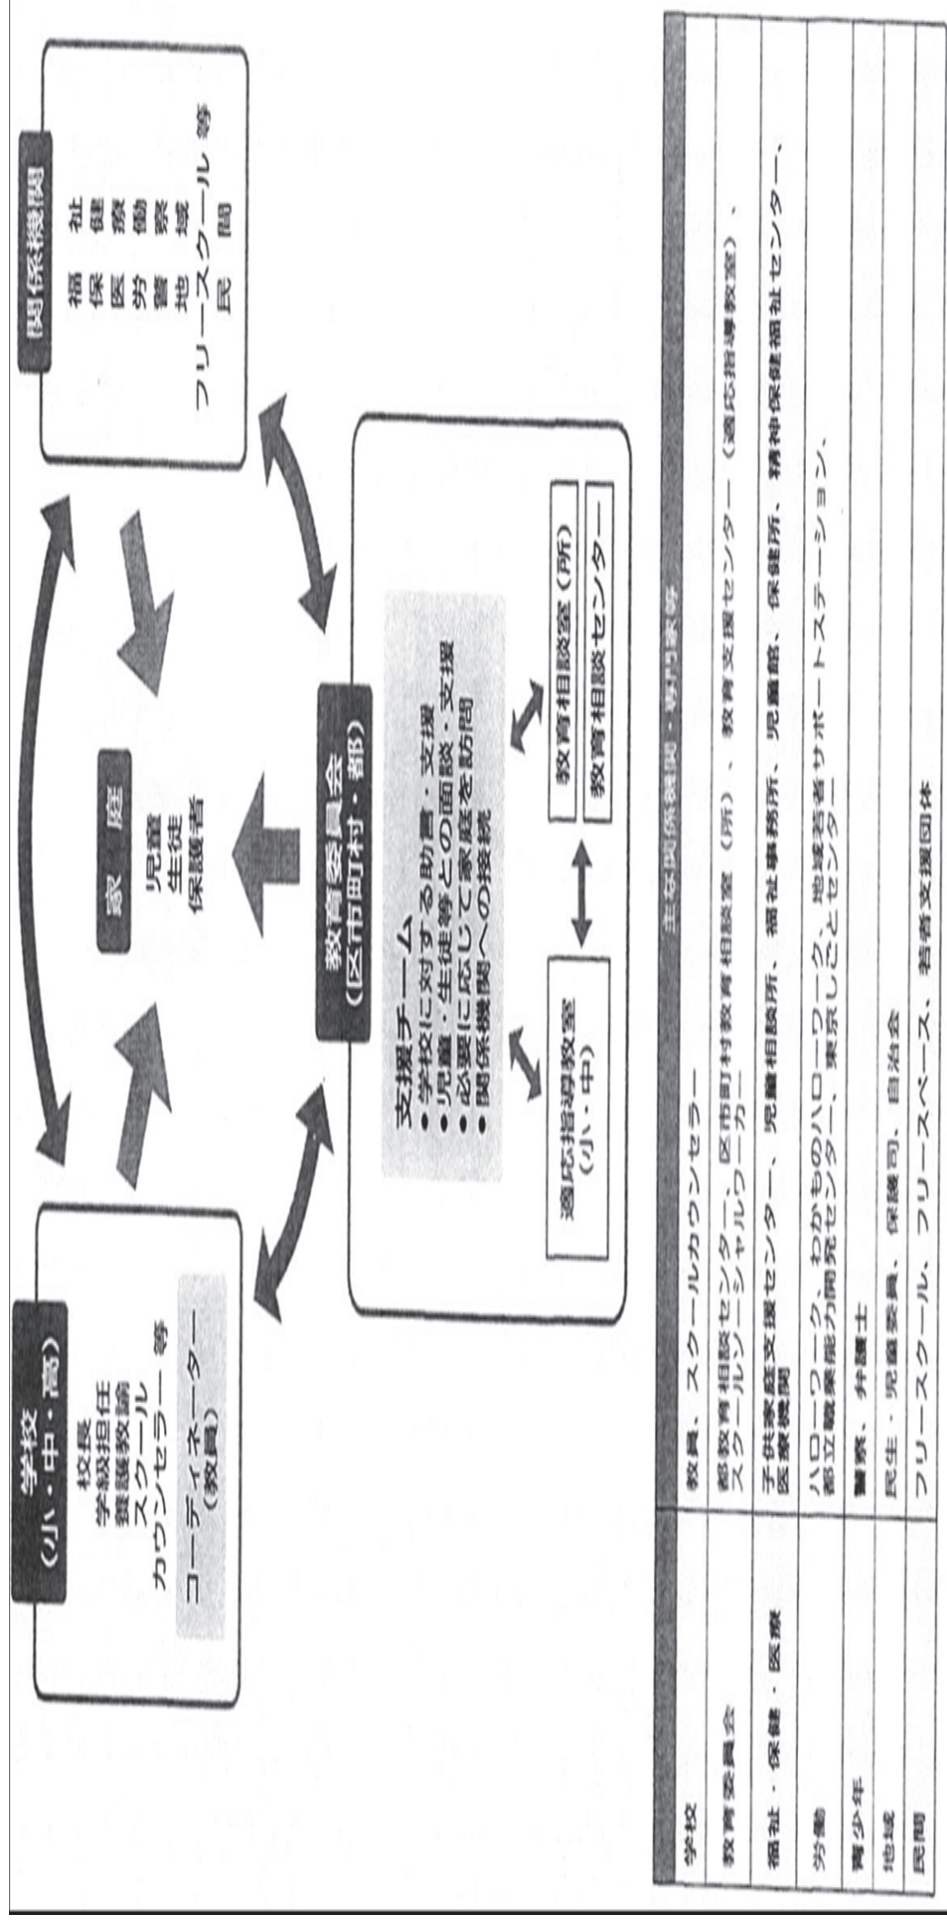 学校
（小・中・高）
校長
学級担任
養護教諭
スクール
カウンセラー 等
コーディネーター
（教員）
家 庭
児童
生徒
保護者
関係機関
福 祉
保 健
医 療
労 働
警 察
地 域
フリースクール 等
民 間
教育委員会
（区市町村・都）
支援チーム
● 学校に対する助言・支援
● 児童・生徒等との面談・支援
● 必要に応じて家庭を訪問
● 関係機関への接続
適応指導教室
（小・中）
教育相談室（所）
教育相談センター
主な関係機関・専門家等
学校 教員、スクールカウンセラー
教育委員会 都教育相談センター、区市町村教育相談室（所）、教育支援センター（適応指導教室）、
スクールソーシャルワーカー
福祉・保健・医療 子供家庭支援センター、児童相談所、福祉事務所、児童館、保健所、精神保健福祉センター、
医療機関
労働 ハローワーク、わかものハローワーク、地域若者サポートステーション、
都立職業能力開発センター、東京しごとセンター
青少年 警察、弁護士
地域 民生・児童委員、保護司、自治会
民間 フリースクール、フリースペース、若者支援団体